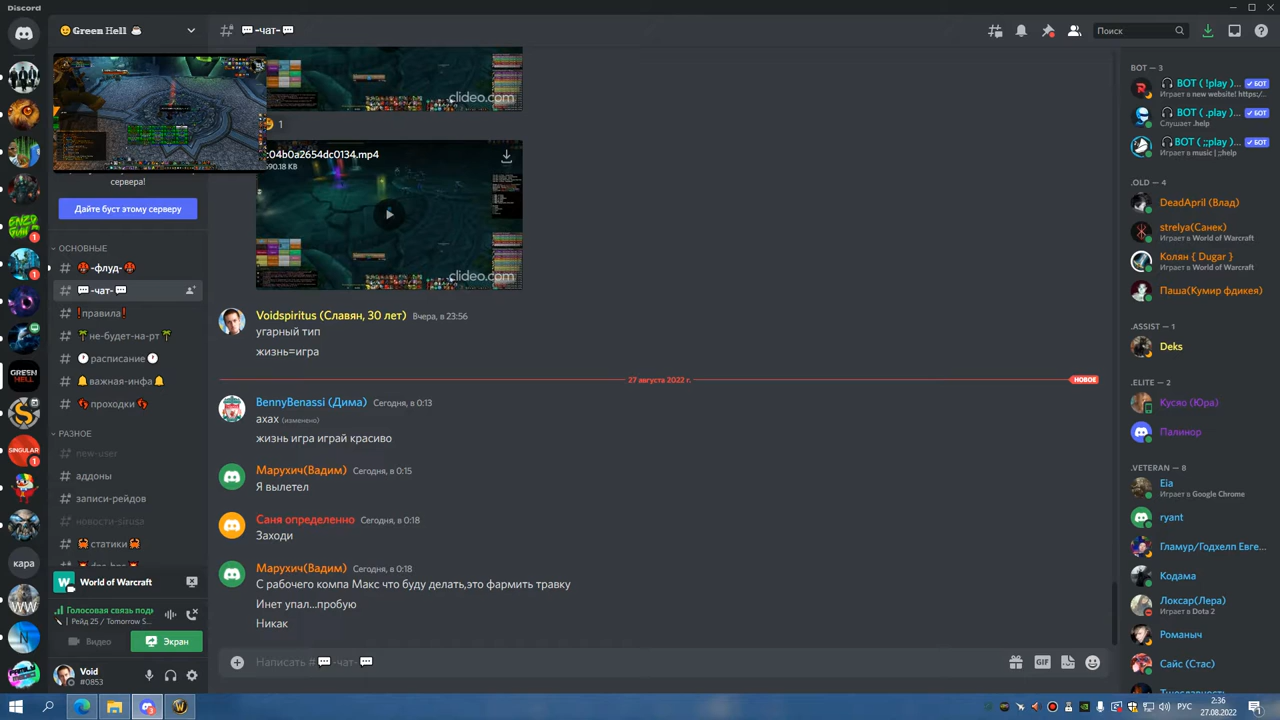 Discord
Green Hell
-чат-
Поиск
сервера!
Дайте буст этому серверу
ОСНОВНЫЕ
-флуд-
-чат-
правила
не-будет-на-рт
расписание
важная-инфа
проходки
РАЗНОЕ
new-user
аддоны
записи-рейдов
новости-sirusa
статики
World of Warcraft
Голосовая связь подк
Рейд 25 / Tomorrow S...
Видео
Экран
Void
#0853
GREEN HELL
SINGULAR
кара
WW
clideo.com
1
:04b0a2654dc0134.mp4
90.18 KB
clideo.com
Voidspiritus (Славян, 30 лет) Вчера, в 23:56
угарный тип
жизнь=игра
27 августа 2022 г.
НОВОЕ
BennyBenassi (Дима) Сегодня, в 0:13
ахах (изменено)
жизнь игра играй красиво
Марухич(Вадим) Сегодня, в 0:15
Я вылетел
Саня определенно Сегодня, в 0:18
Заходи
Марухич(Вадим) Сегодня, в 0:18
С рабочего компа Макс что буду делать,это фармить травку
Инет упал...пробую
Никак
Написать #-чат-
GIF
BOT — 3
BOT ( !play )... БОТ
Играет в new website! https:/...
BOT ( .play)... БОТ
Слушает .help
BOT ( ;;play )... БОТ
Играет в music | ;;help
.OLD — 4
DeadApril (Влад)
strelya(Санек)
Играет в World of Warcraft
Колян { Dugar }
Играет в World of Warcraft
Паша(Кумир фдикея)
.ASSIST — 1
Deks
.ELITE — 2
Кусяо (Юра)
Палинор
.VETERAN — 8
Eia
Играет в Google Chrome
ryant
Гламур/Годхелп Евге...
Кодама
Локсар(Лера)
Играет в Dota 2
Романыч
Сайс (Стас)
РУС
2:36
27.08.2022